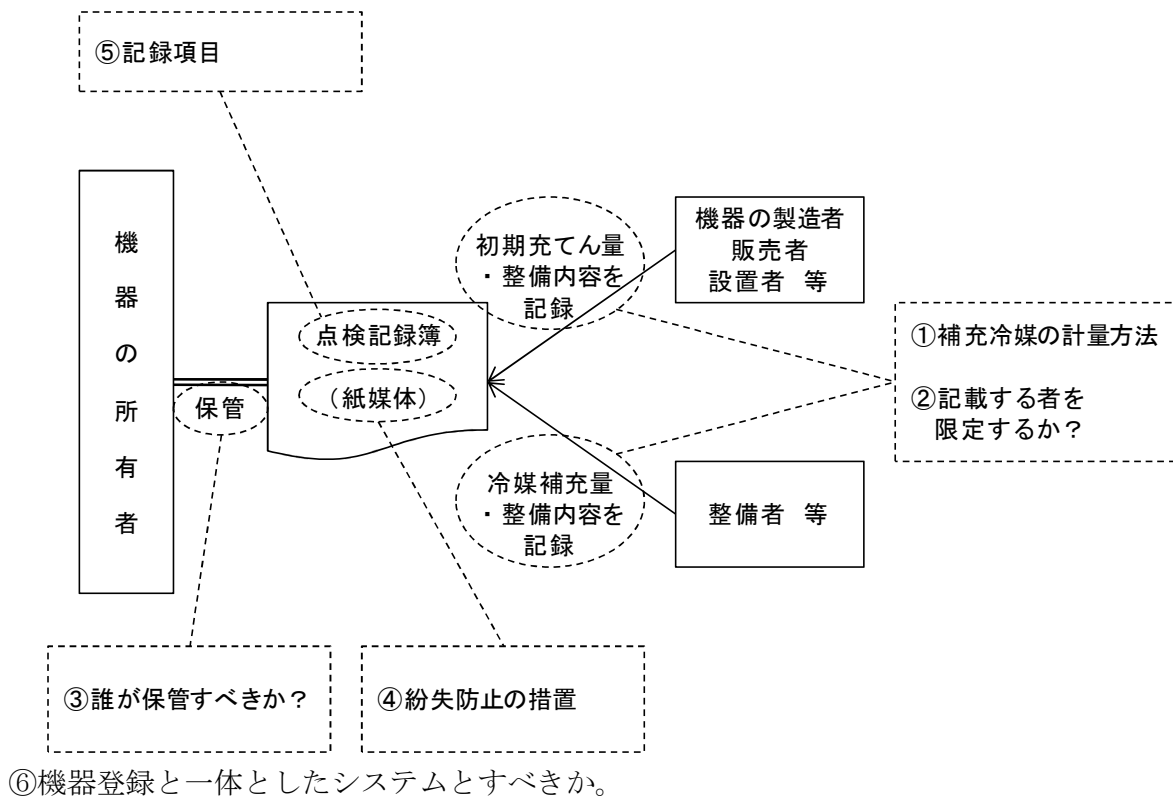 ⑤記録項目
機器の所有者
保管
点検記録簿
（紙媒体）
初期充てん量
・整備内容を
記録
機器の製造者
販売者
設置者 等
冷媒補充量
・整備内容を
記録
整備者 等
①補充冷媒の計量方法
②記載する者を
限定するか？
③誰が保管すべきか？
④紛失防止の措置
⑥機器登録と一体としたシステムとすべきか。